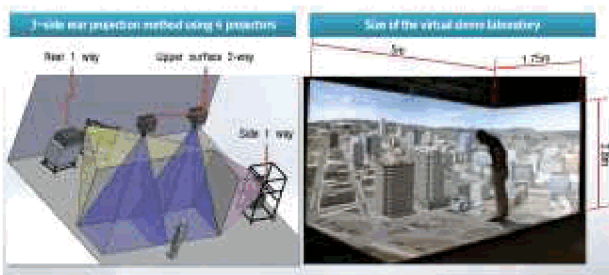 3-side rear projection method using 4 projectors
Size of the virtual stereo laboratory
Rear 1 way
Upper surface 2-way
Side 1 way
5m
1.75m